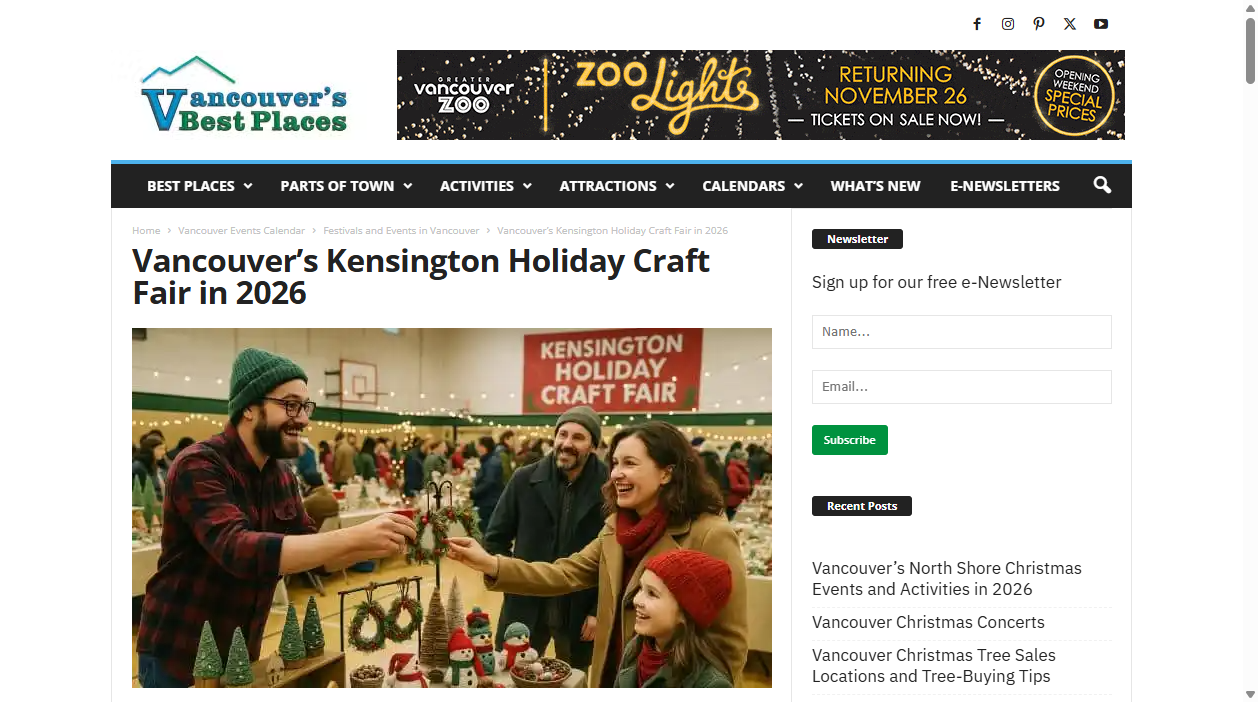 GREATER
vancouver
ZOO
ZOO Lights
RETURNING
NOVEMBER 26
— TICKETS ON SALE NOW! —
OPENING
WEEKEND
SPECIAL
PRICES
Vancouver's
Best Places
BEST PLACES
PARTS OF TOWN
ACTIVITIES
ATTRACTIONS
CALENDARS
WHAT'S NEW
E-NEWSLETTERS
Home › Vancouver Events Calendar › Festivals and Events in Vancouver › Vancouver's Kensington Holiday Craft Fair in 2026
Vancouver's Kensington Holiday Craft
Fair in 2026
KENSINGTON
HOLIDAY
CRAFT FAIR
Newsletter
Sign up for our free e-Newsletter
Name...
Email...
Subscribe
Recent Posts
Vancouver's North Shore Christmas
Events and Activities in 2026
Vancouver Christmas Concerts
Vancouver Christmas Tree Sales
Locations and Tree-Buying Tips